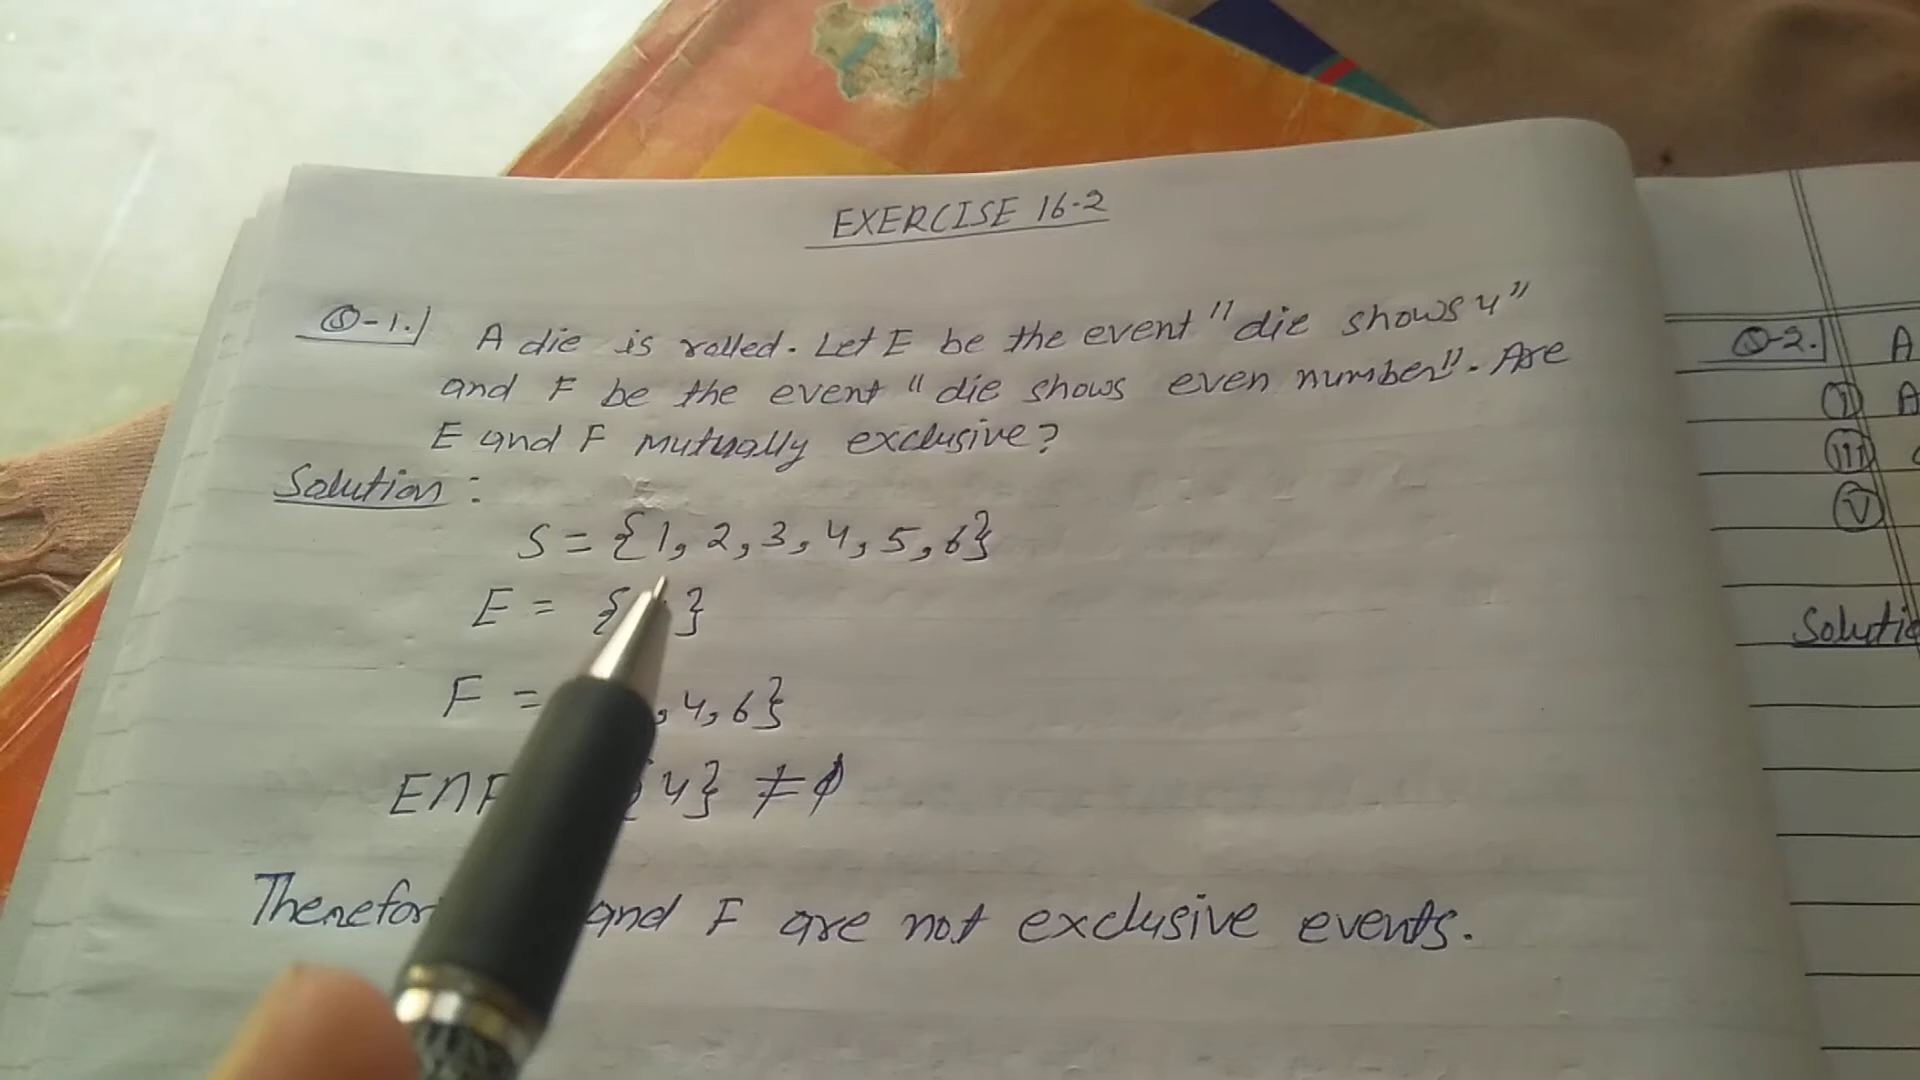 EXERCISE 16-2
Q-1. A die is rolled. Let E be the event "die shows 4"
and F be the event "die shows even number". Are
E and F mutually exclusive?
Solution:
S = {1, 2, 3, 4, 5, 6}
E = { }
F = , 4, 6}
E∩F {4} ≠ ϕ
Therefor and F are not exclusive events.
Q-2. A
(i) A
(iii)
(v)
Solutio